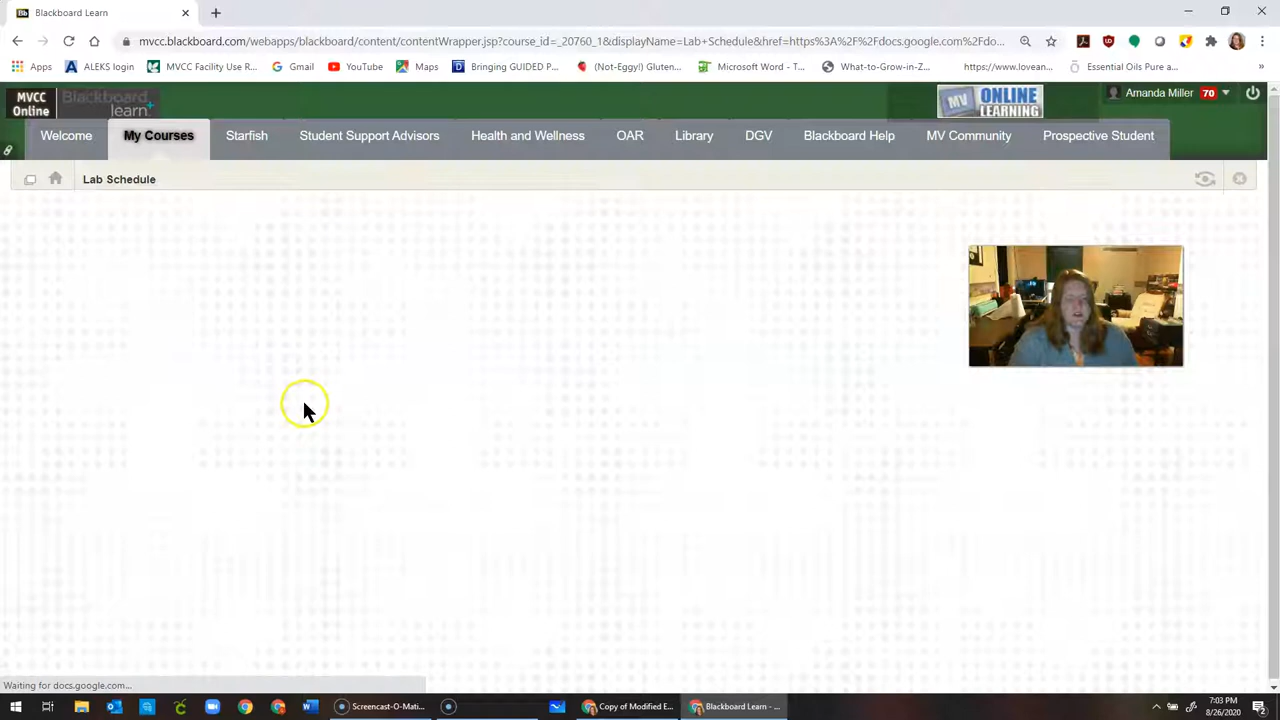 Blackboard Learn
mvcc.blackboard.com/webapps/blackboard/content/contentWrapper.jsp?course_id=_20760_1&displayName=Lab+Schedule&href=https%3A%2F%2Fdocs.google.com%2Fdo...
Apps ALEKS login MVCC Facility Use R... Gmail YouTube Maps Bringing GUIDED P... (Not-Eggy!) Gluten... Microsoft Word - T... What-to-Grow-in-Z... https://www.lovean... Essential Oils Pure a... »
MVCC Online Blackboard learn+ MV ONLINE LEARNING Amanda Miller 70
Welcome My Courses Starfish Student Support Advisors Health and Wellness OAR Library DGV Blackboard Help MV Community Prospective Student
Lab Schedule
Waiting for docs.google.com...
Screencast-O-Mati... Copy of Modified E... Blackboard Learn - ... 7:03 PM
8/26/2020